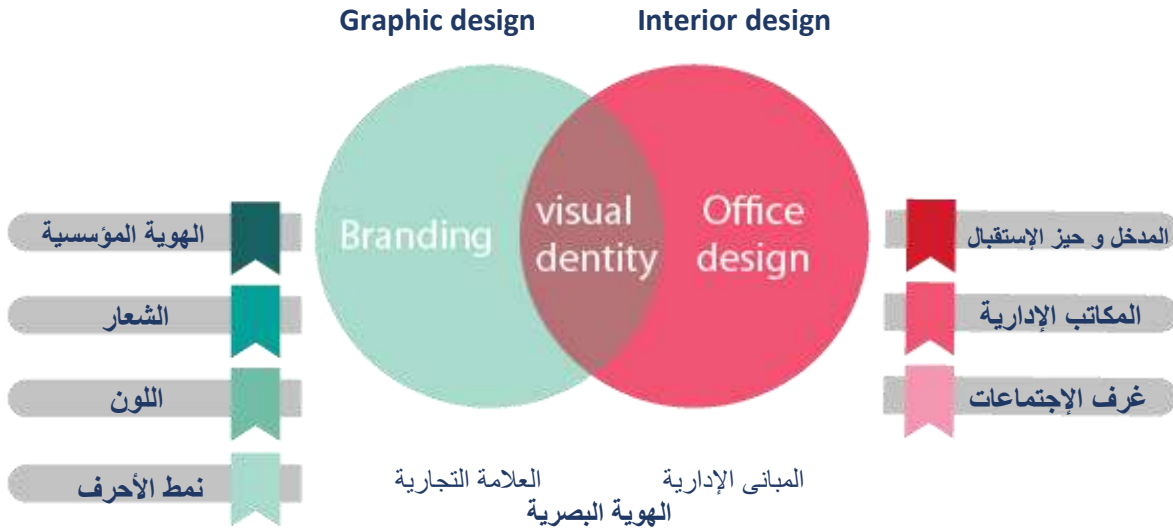 Graphic design
Interior design
Branding
visual
dentity
Office
design
الهوية المؤسسية
الشعار
اللون
نمط الأحرف
المدخل و حيز الإستقبال
المكاتب الإدارية
غرف الإجتماعات
العلامة التجارية
المبانى الإدارية
الهوية البصرية